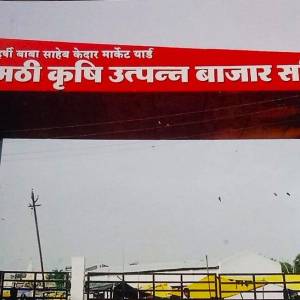 र्षी बाबा साहेब केदार मार्केट यार्ड
मठी कृषि उत्पन्न बाजार स